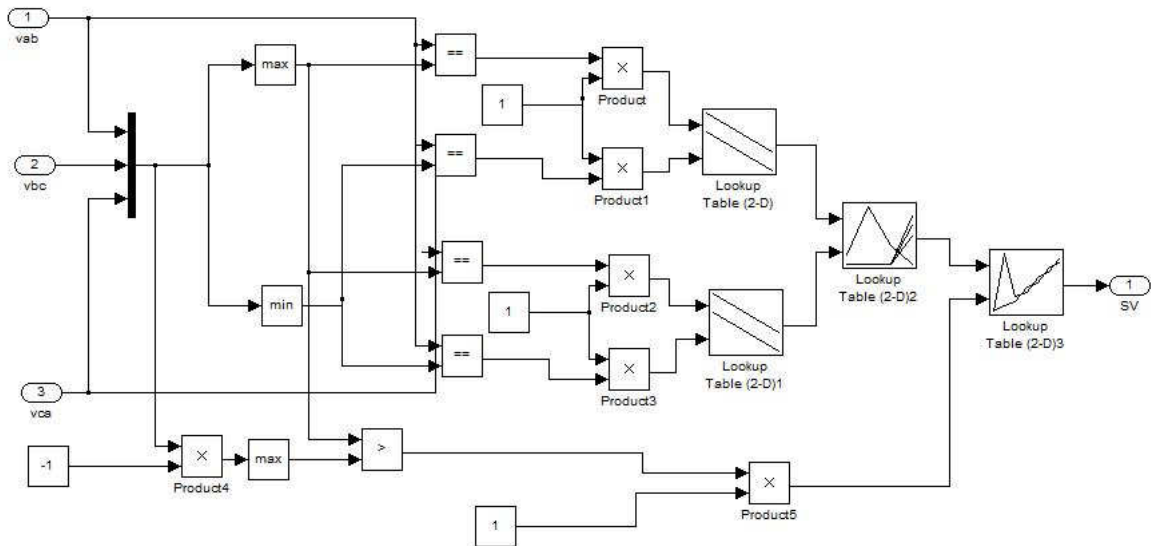 1
vab
max
==
×
1
Product
2
vbc
==
×
Product1
Lookup
Table (2-D)
==
×
Product2
Lookup
Table (2-D)2
min
1
Lookup
Table (2-D)3
1
SV
==
×
Product3
Lookup
Table (2-D)1
3
vca
-1
×
Product4
max
>
×
Product5
1